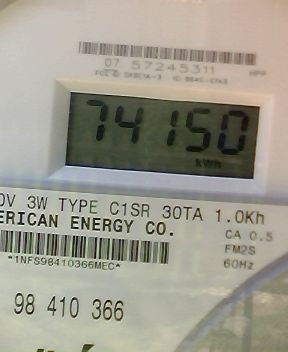 07 57245311
74150
kWh
0V 3W TYPE C1SR 30TA 1.0Kh
ERICAN ENERGY CO.
CA 0.5
FM2S
60Hz
*1NFS98410366MEC*
98 410 366